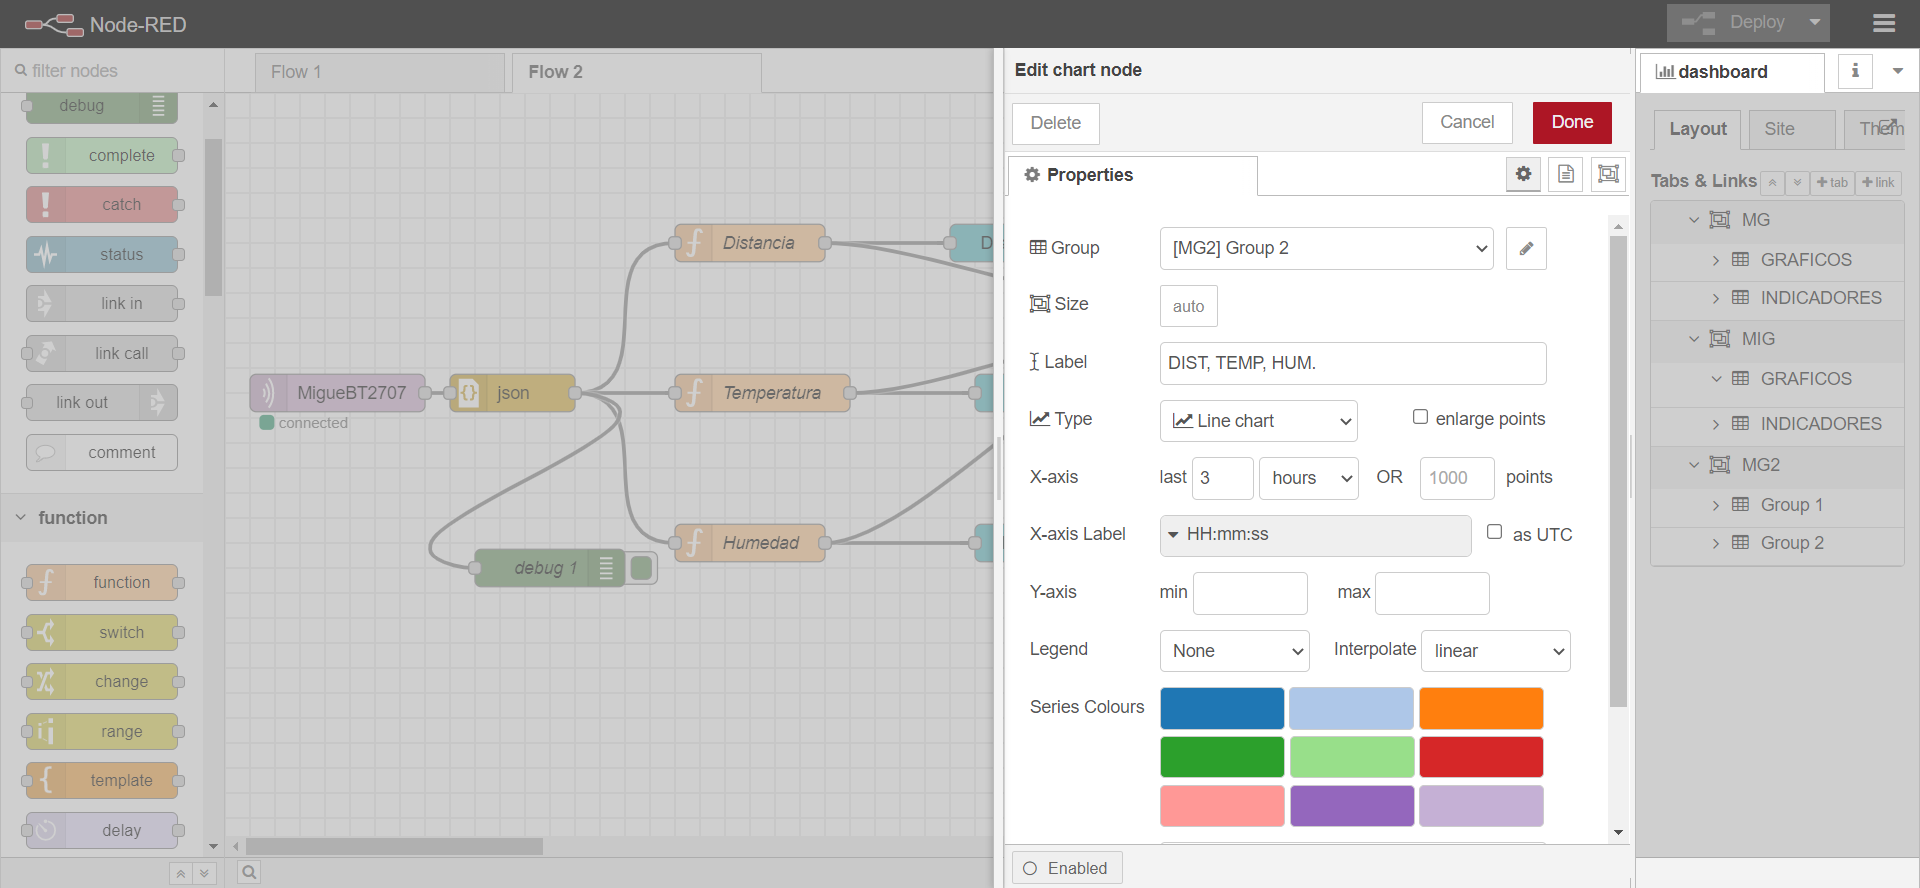 Node-RED
Deploy
filter nodes
Flow 1
Flow 2
debug
complete
catch
status
link in
link call
link out
comment
function
function
switch
change
range
template
delay
MigueBT2707
connected
json
Distancia
D
Temperatura
Humedad
debug 1
Edit chart node
Delete
Cancel
Done
Properties
Group
[MG2] Group 2
Size
auto
Label
DIST, TEMP, HUM.
Type
Line chart
enlarge points
X-axis
last
3
hours
OR
1000
points
X-axis Label
HH:mm:ss
as UTC
Y-axis
min
max
Legend
None
Interpolate
linear
Series Colours
Enabled
dashboard
i
Layout
Site
Them
Tabs & Links
+tab
+link
MG
GRAFICOS
INDICADORES
MIG
GRAFICOS
INDICADORES
MG2
Group 1
Group 2